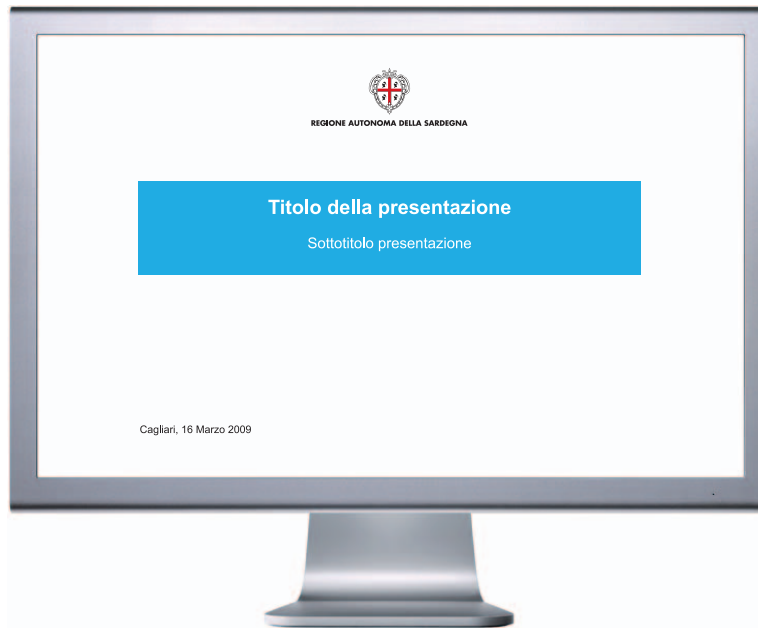 REGIONE AUTONOMA DELLA SARDEGNA
Titolo della presentazione
Sottotitolo presentazione
Cagliari, 16 Marzo 2009